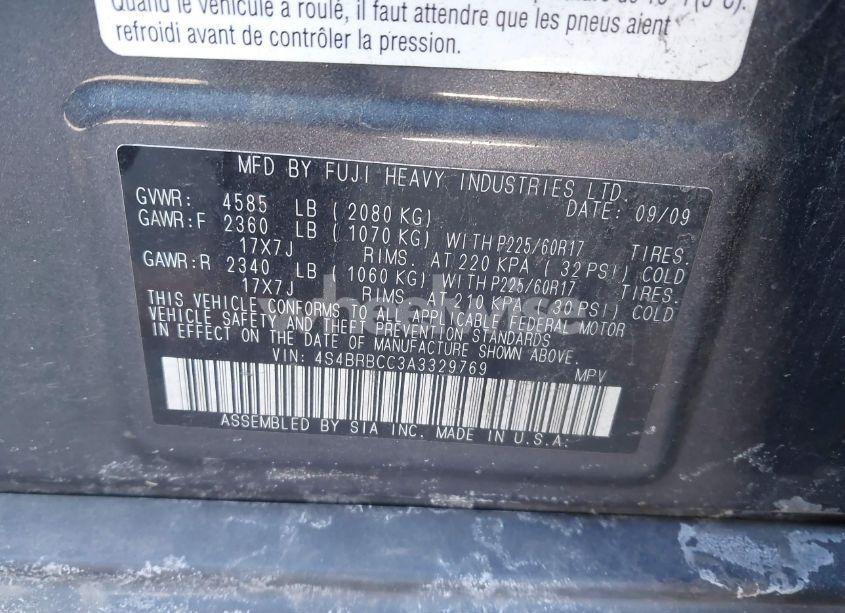 Quand le véhicule a roulé, il faut attendre que les pneus aient
refroidi avant de contrôler la pression.
MFD BY FUJI HEAVY INDUSTRIES LTD.
GVWR: 4585 LB ( 2080 KG) DATE: 09/09
GAWR:F 2360 LB ( 1070 KG) WITH P225/60R17 TIRES.
17X7J RIMS. AT 220 KPA ( 32 PSI) COLD
GAWR:R 2340 LB ( 1060 KG) WITH P225/60R17 TIRES.
17X7J RIMS. AT 210 KPA ( 30 PSI) COLD
THIS VEHICLE CONFORMS TO ALL APPLICABLE FEDERAL MOTOR
VEHICLE SAFETY AND THEFT PREVENTION STANDARDS
IN EFFECT ON THE DATE OF MANUFACTURE SHOWN ABOVE.
VIN: 4S4BRBCC3A3329769 MPV
ASSEMBLED BY SIA INC. MADE IN U.S.A.